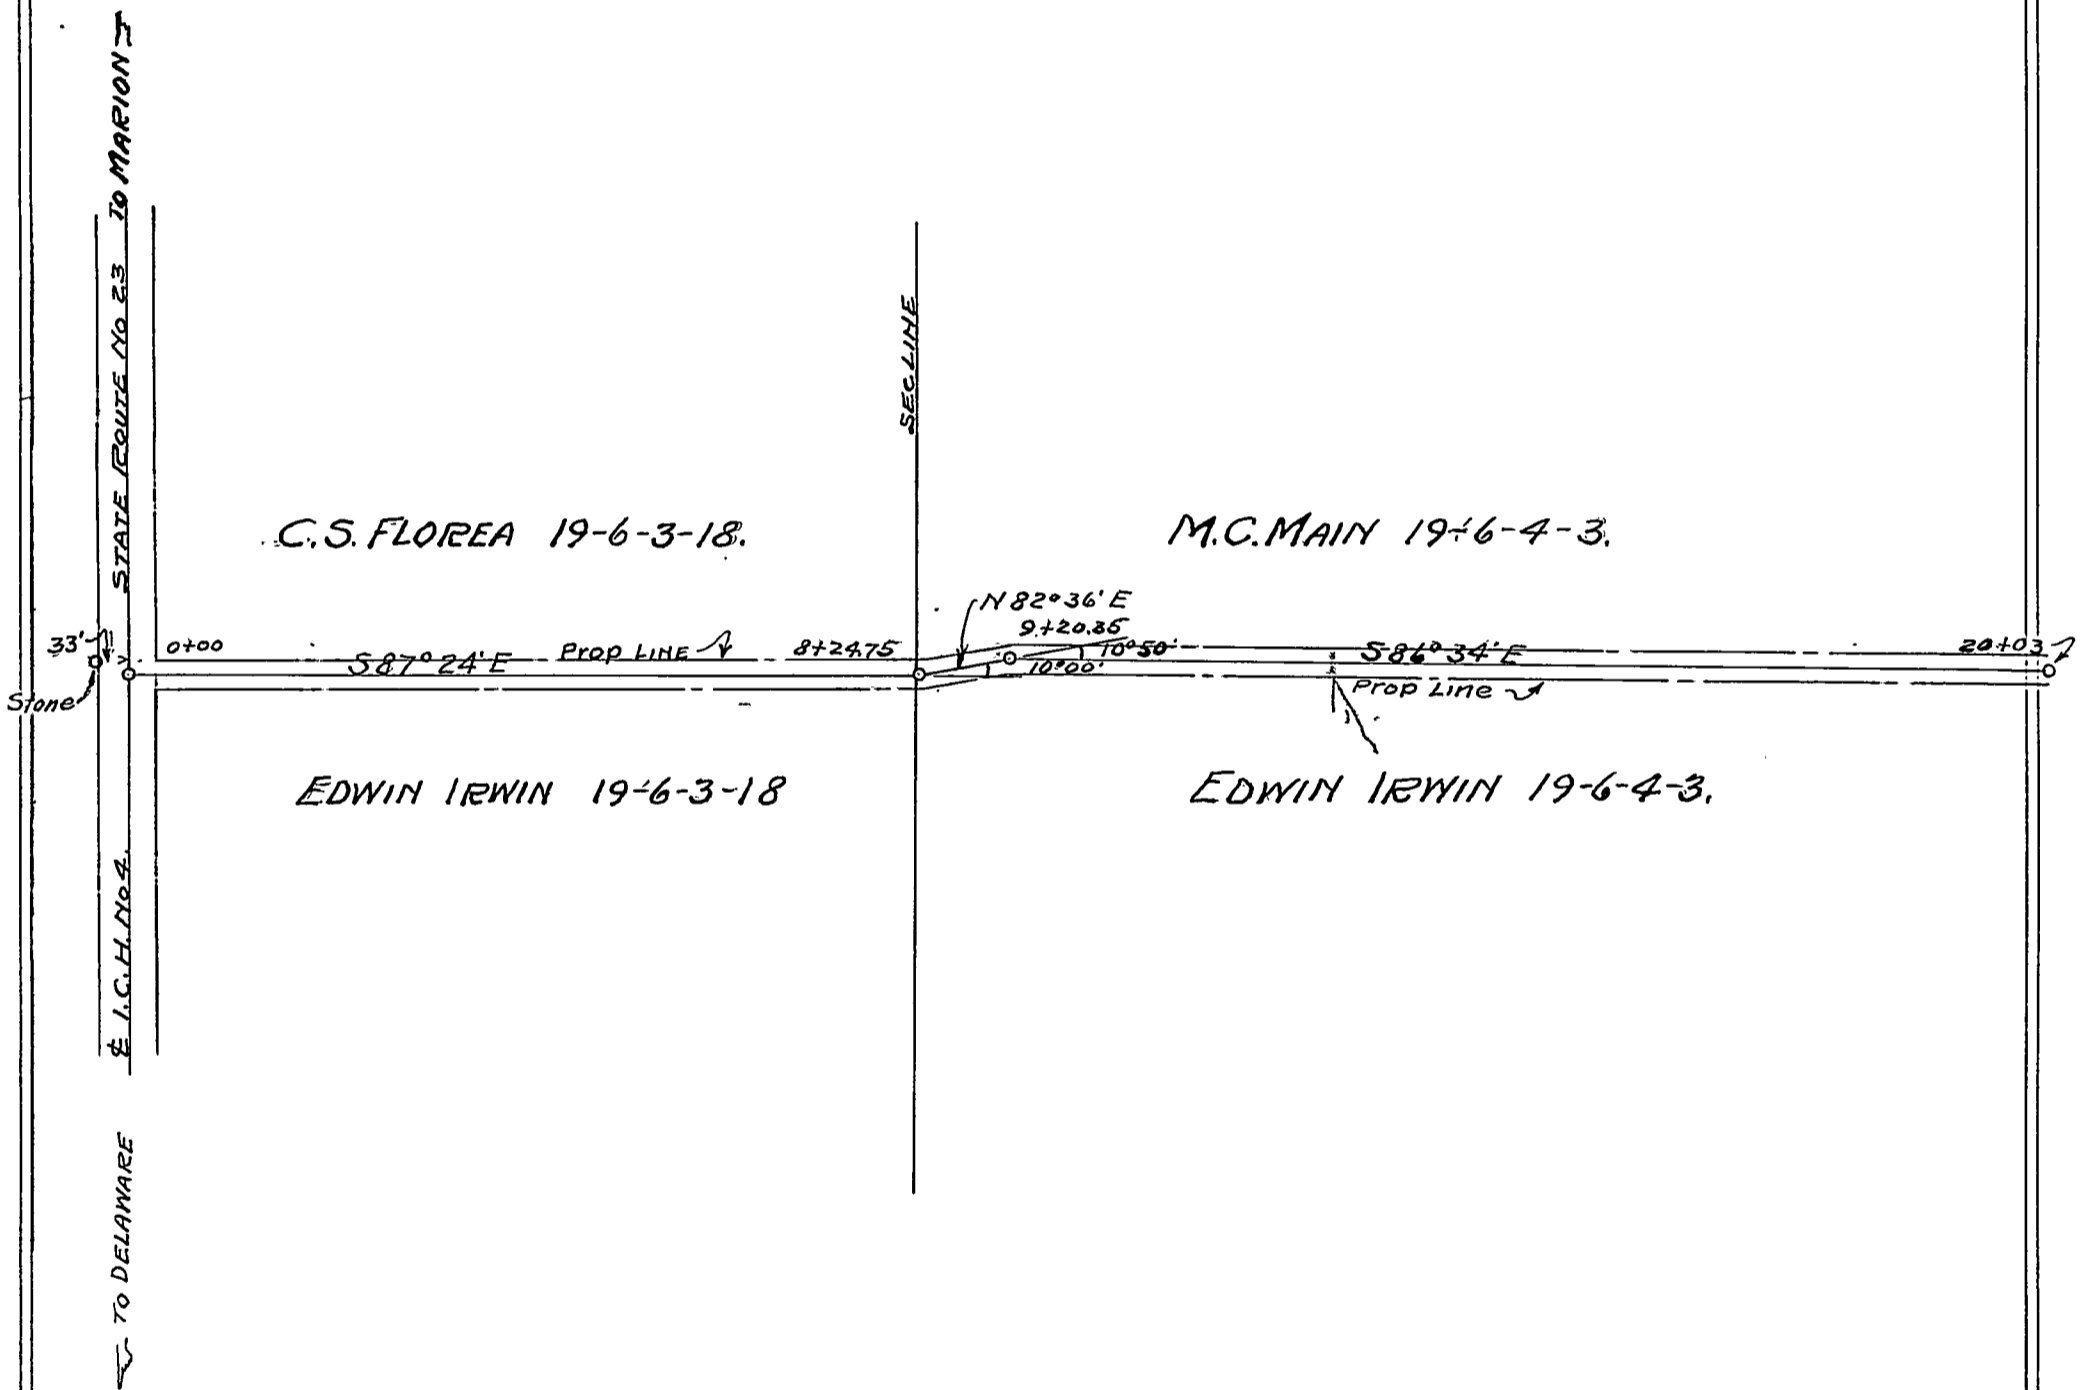 TO MARION
STATE ROUTE No 23
SEC. LINE
C.S. FLOREA 19-6-3-18.
M.C. MAIN 19-6-4-3.
N 82° 36' E
9+20.85
33'
0+00
S 87° 24' E
Prop LINE
8+24.75
10° 50'
10° 00'
S 86° 34' E
20+03
Stone
Prop Line
EDWIN IRWIN 19-6-3-18
EDWIN IRWIN 19-6-4-3.
℄ I.C.H. No 4.
TO DELAWARE